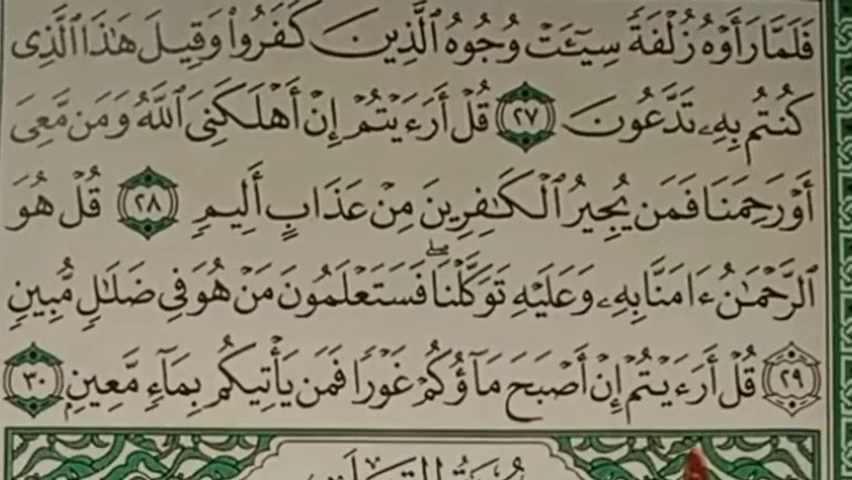 فَلَمَّا رَأَوۡهُ زُلۡفَةٗ سِيٓـَٔتۡ وُجُوهُ ٱلَّذِينَ كَفَرُواْ وَقِيلَ هَٰذَا ٱلَّذِي
كُنتُم بِهِۦ تَدَّعُونَ ٢٧ قُلۡ أَرَءَيۡتُمۡ إِنۡ أَهۡلَكَنِيَ ٱللَّهُ وَمَن مَّعِيَ
أَوۡ رَحِمَنَا فَمَن يُجِيرُ ٱلۡكَٰفِرِينَ مِنۡ عَذَابٍ أَلِيمٖ ٢٨ قُلۡ هُوَ
ٱلرَّحۡمَٰنُ ءَامَنَّا بِهِۦ وَعَلَيۡهِ تَوَكَّلۡنَاۖ فَسَتَعۡلَمُونَ مَنۡ هُوَ فِي ضَلَٰلٖ مُّبِينٖ
٢٩ قُلۡ أَرَءَيۡتُمۡ إِنۡ أَصۡبَحَ مَآؤُكُمۡ غَوۡرٗا فَمَن يَأۡتِيكُم بِمَآءٖ مَّعِينِۭ ٣٠
سُورَةُ